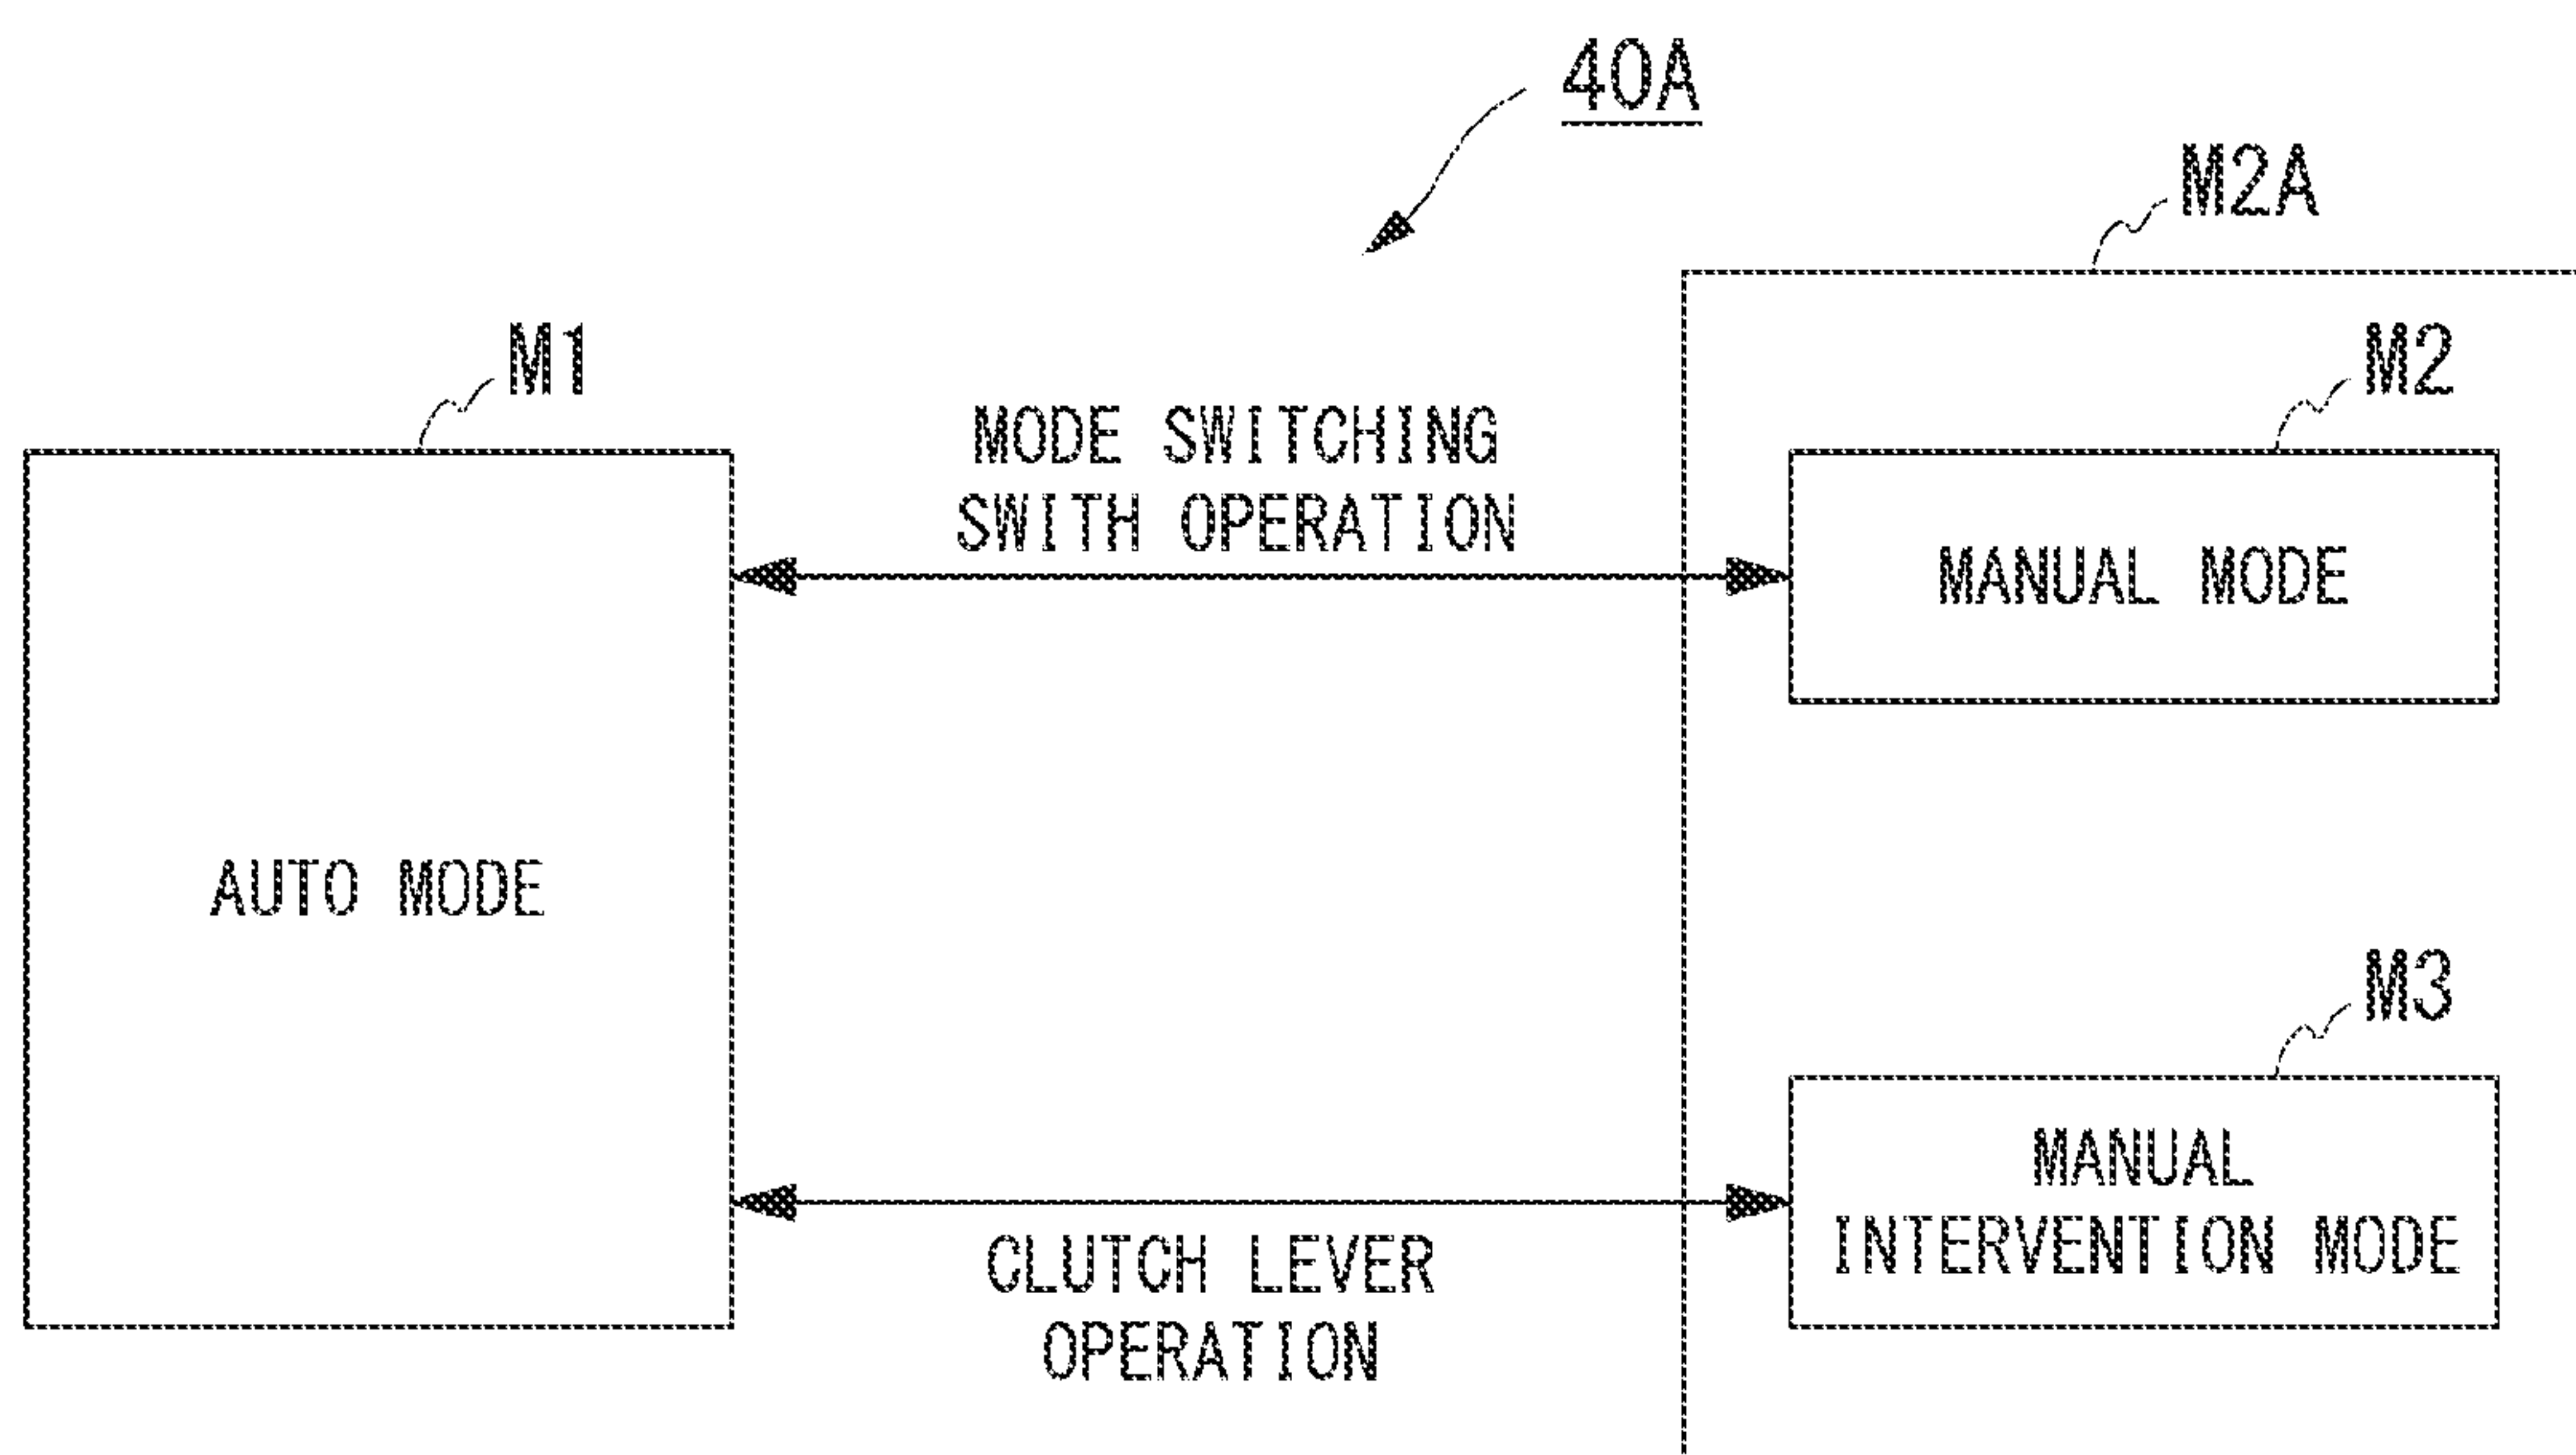 40A
M2A
M1
M2
MODE SWITCHING
SWITH OPERATION
MANUAL MODE
AUTO MODE
M3
MANUAL
INTERVENTION MODE
CLUTCH LEVER
OPERATION